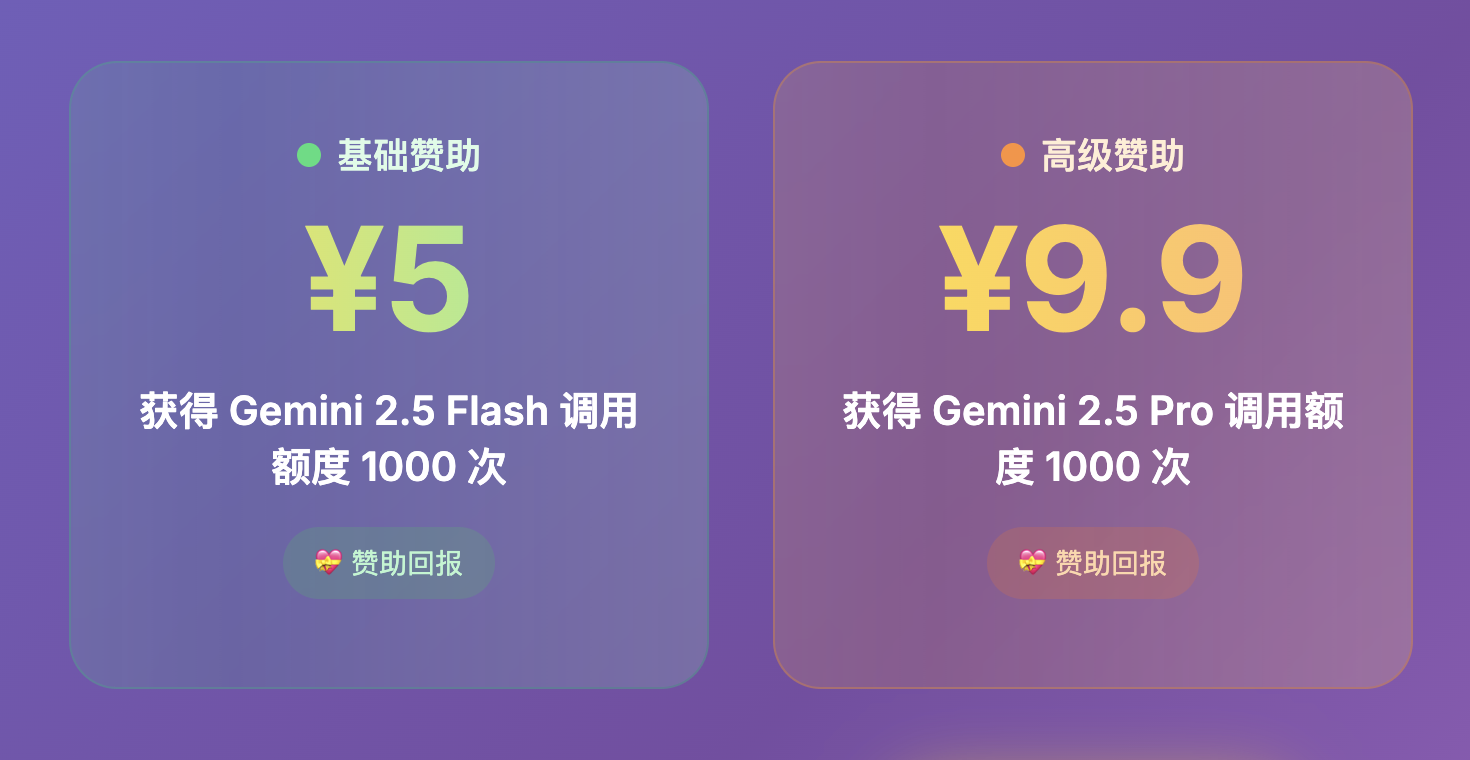 基础赞助
¥5
获得 Gemini 2.5 Flash 调用
额度 1000 次
💝 赞助回报
高级赞助
¥9.9
获得 Gemini 2.5 Pro 调用额
度 1000 次
💝 赞助回报